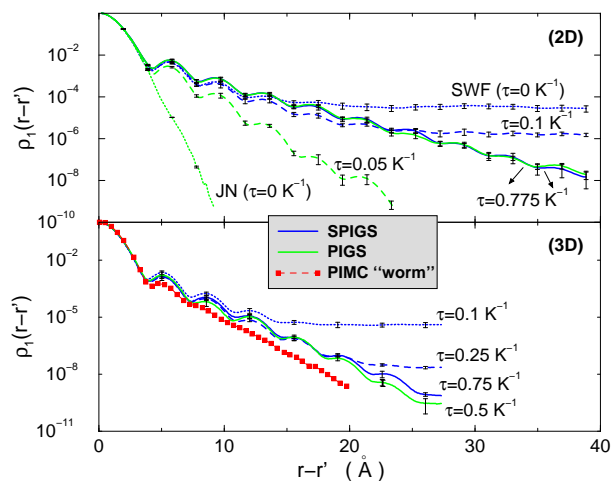 (2D)
10⁻²
10⁻⁴
10⁻⁶
10⁻⁸
10⁻¹⁰
ρ₁(r−r')
SWF (τ=0 K⁻¹)
τ=0.1 K⁻¹
τ=0.05 K⁻¹
JN (τ=0 K⁻¹)
τ=0.775 K⁻¹
SPIGS
PIGS
PIMC “worm”
(3D)
10⁻²
10⁻⁵
10⁻⁸
10⁻¹¹
ρ₁(r−r')
τ=0.1 K⁻¹
τ=0.25 K⁻¹
τ=0.75 K⁻¹
τ=0.5 K⁻¹
0 10 20 30 40
r−r' (Å)